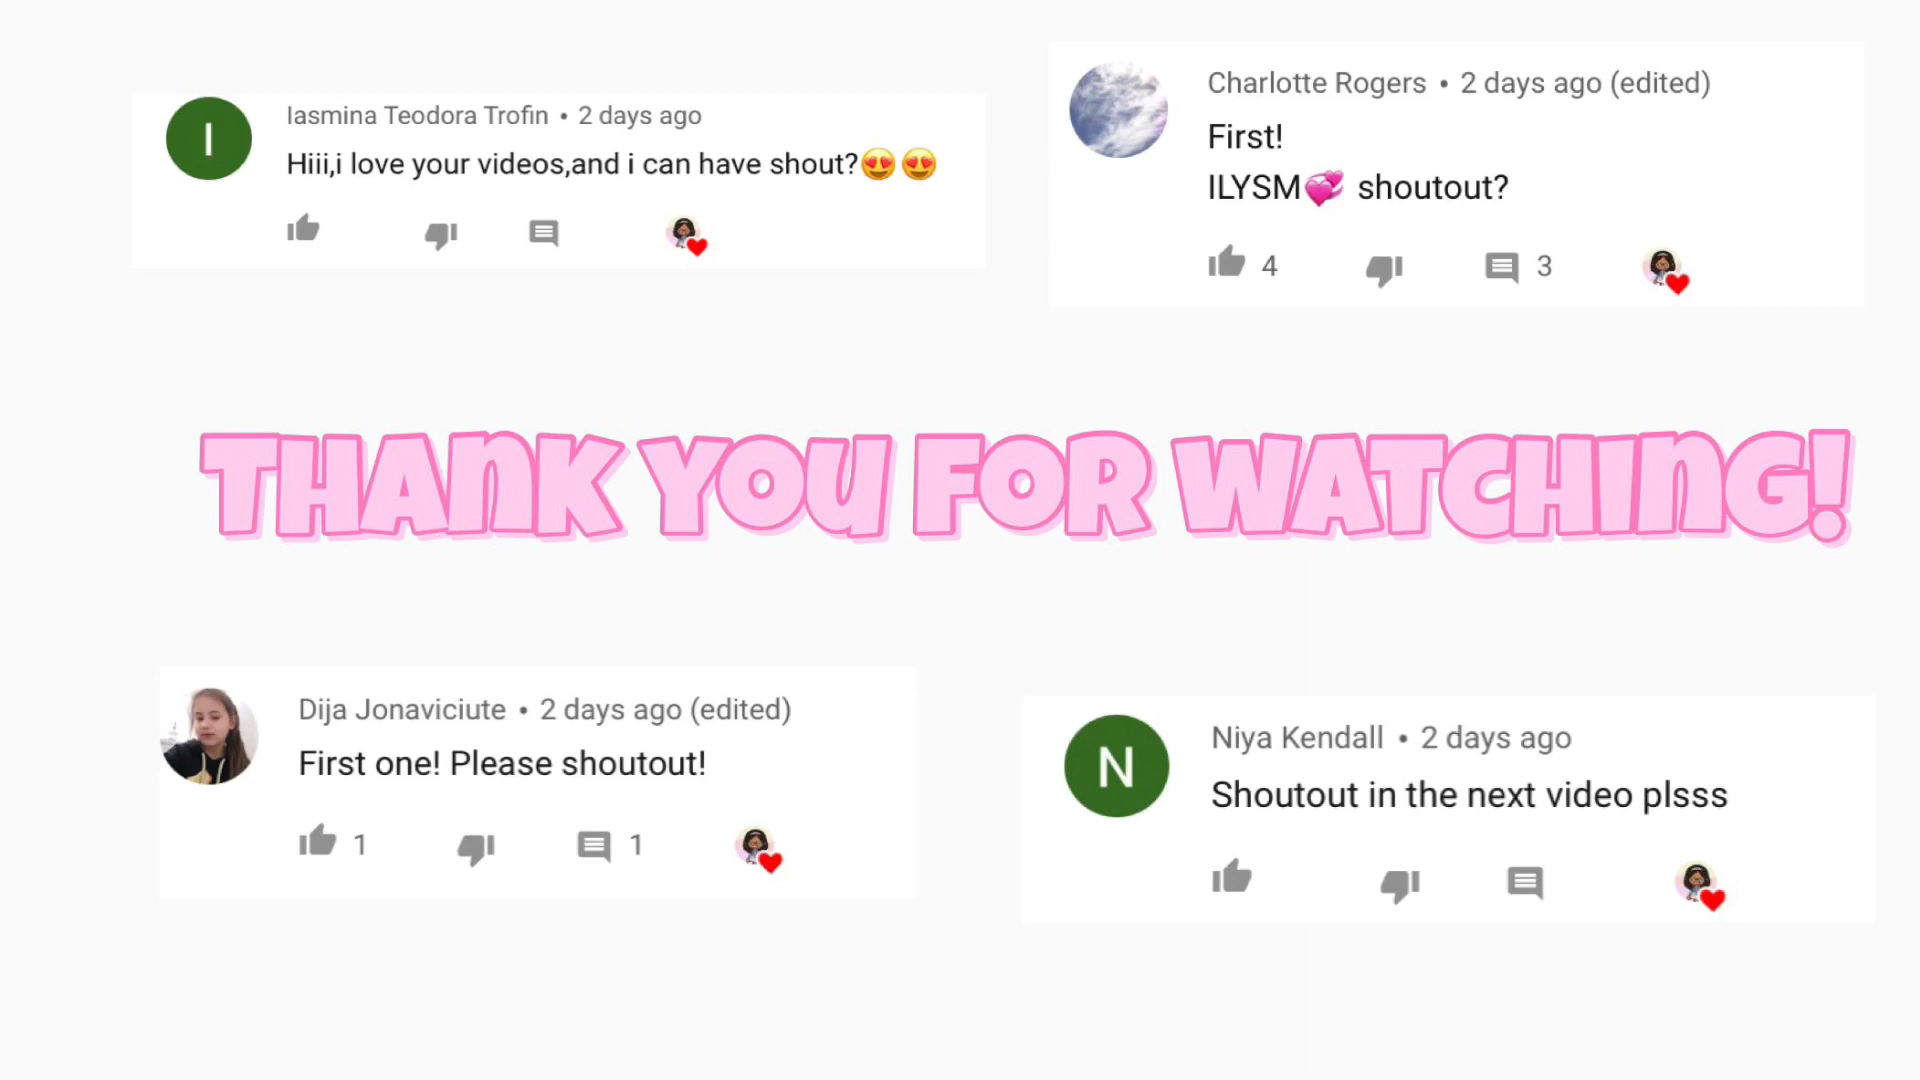 I
Iasmina Teodora Trofin • 2 days ago
Hiii,i love your videos,and i can have shout?😍😍
Charlotte Rogers • 2 days ago (edited)
First!
ILYSM💞 shoutout?
4 3
THANK YOU FOR WATCHING!
Dija Jonaviciute • 2 days ago (edited)
First one! Please shoutout!
1 1
N
Niya Kendall • 2 days ago
Shoutout in the next video plsss